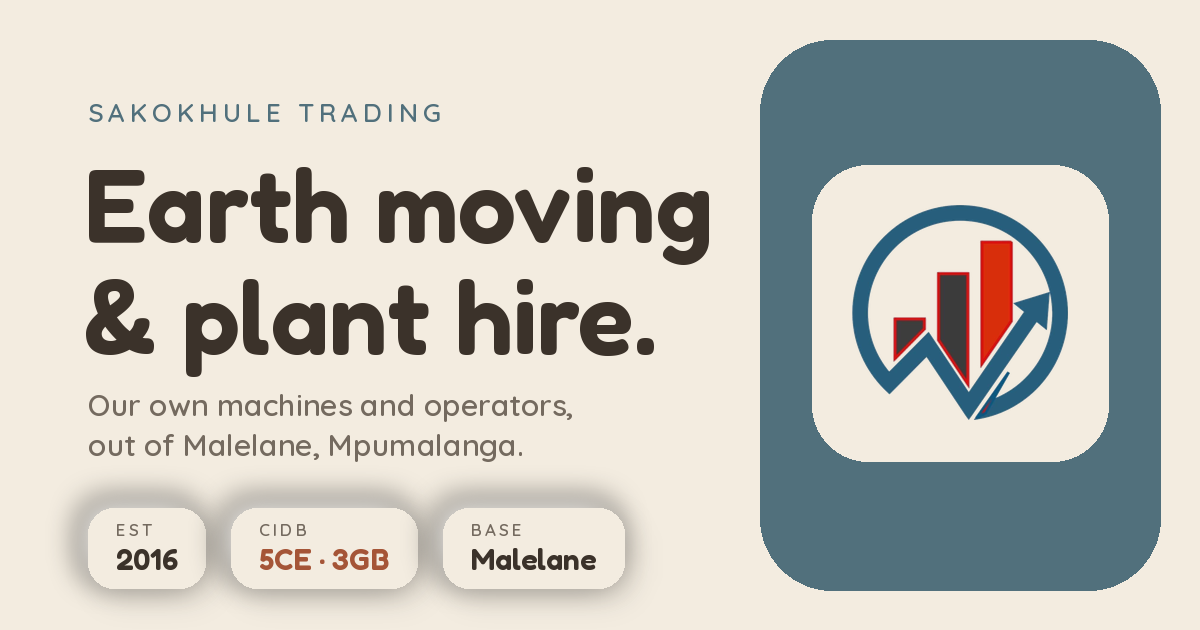 SAKOKHULE TRADING
Earth moving
& plant hire.
Our own machines and operators,
out of Malelane, Mpumalanga.
EST
2016
CIDB
5CE · 3GB
BASE
Malelane